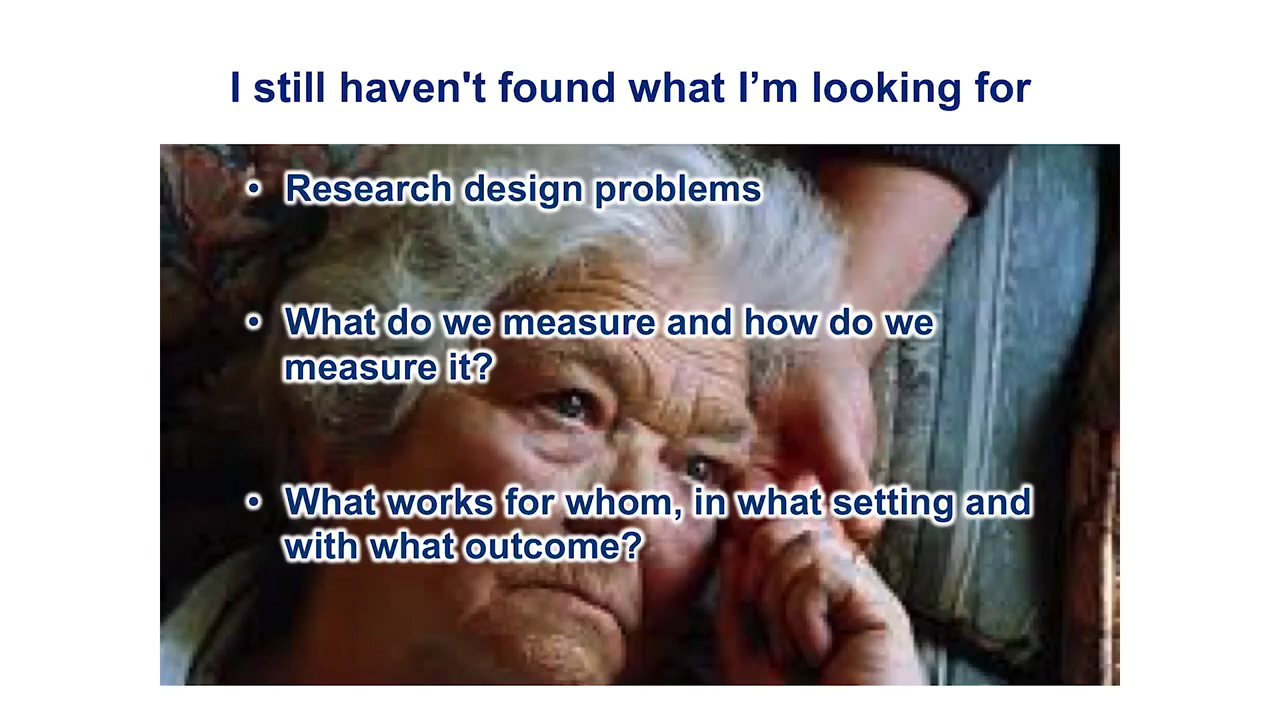 I still haven't found what I’m looking for
• Research design problems
• What do we measure and how do we
measure it?
• What works for whom, in what setting and
with what outcome?